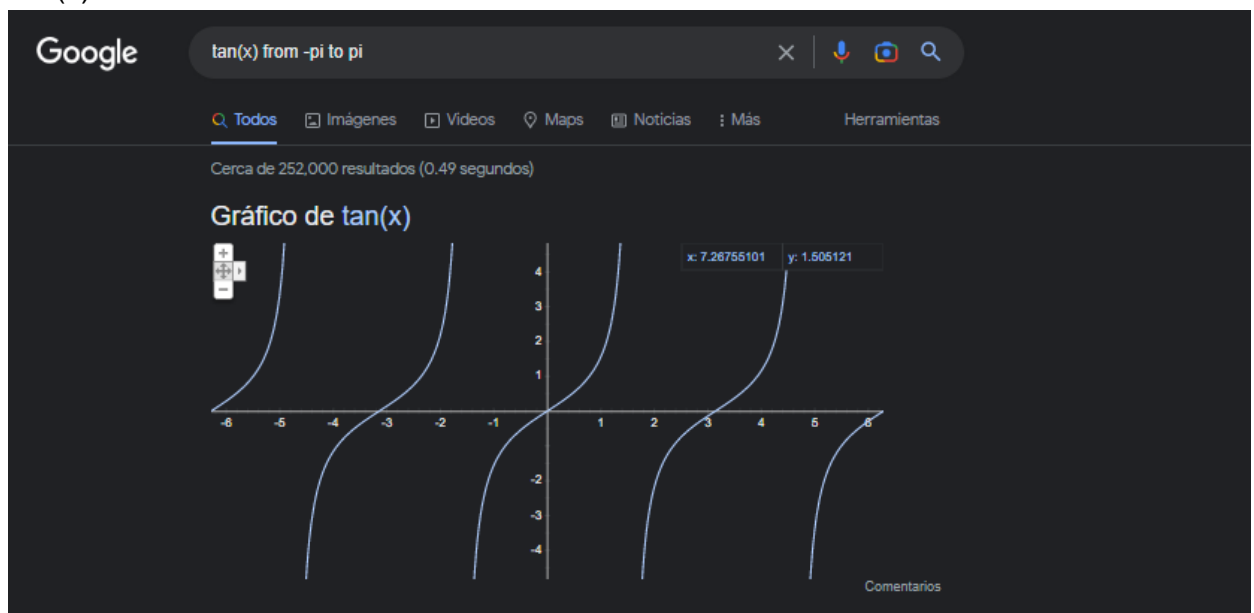 Google
tan(x) from -pi to pi
Todos Imágenes Videos Maps Noticias Más Herramientas
Cerca de 252,000 resultados (0.49 segundos)
Gráfico de tan(x)
x: 7.26755101 y: 1.505121
4
3
2
1
-6 -5 -4 -3 -2 -1 1 2 3 4 5 6
-2
-3
-4
Comentarios